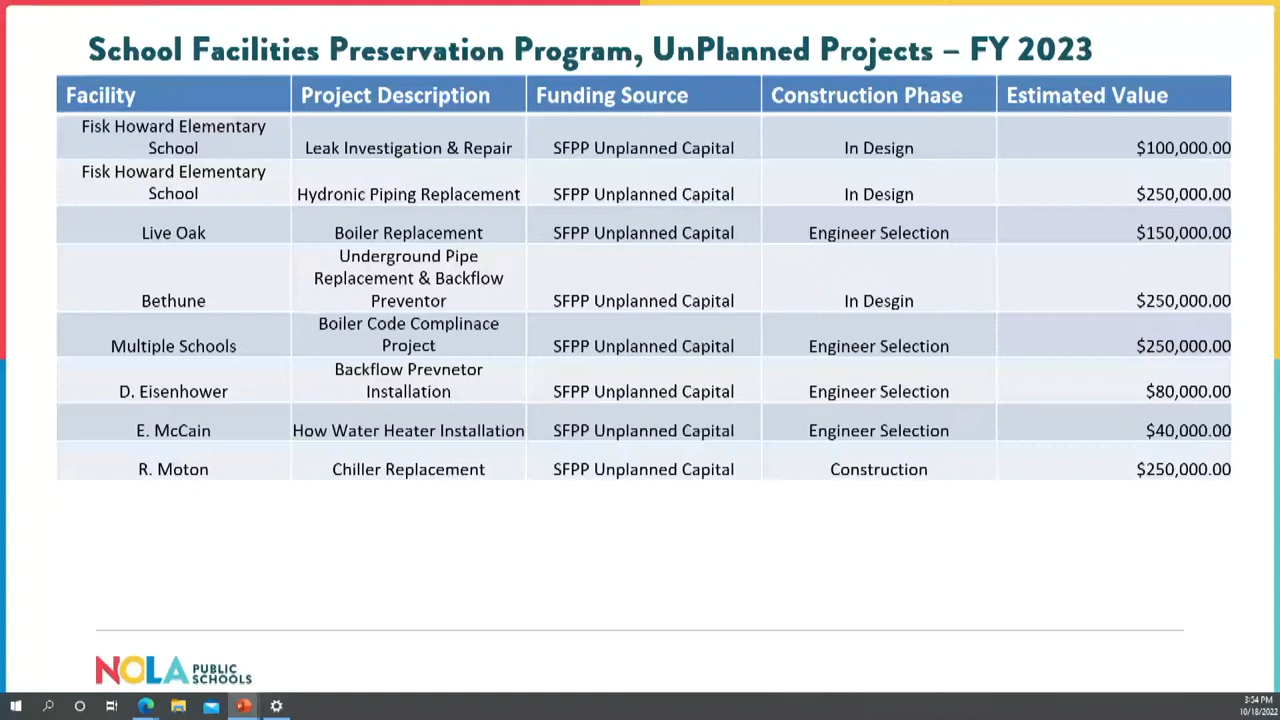 School Facilities Preservation Program, UnPlanned Projects – FY 2023
Facility Project Description Funding Source Construction Phase Estimated Value
Fisk Howard Elementary
School Leak Investigation & Repair SFPP Unplanned Capital In Design $100,000.00
Fisk Howard Elementary
School Hydronic Piping Replacement SFPP Unplanned Capital In Design $250,000.00
Live Oak Boiler Replacement SFPP Unplanned Capital Engineer Selection $150,000.00
Underground Pipe
Replacement & Backflow
Bethune Preventor SFPP Unplanned Capital In Desgin $250,000.00
Boiler Code Complinace
Multiple Schools Project SFPP Unplanned Capital Engineer Selection $250,000.00
Backflow Prevnetor
D. Eisenhower Installation SFPP Unplanned Capital Engineer Selection $80,000.00
E. McCain How Water Heater Installation SFPP Unplanned Capital Engineer Selection $40,000.00
R. Moton Chiller Replacement SFPP Unplanned Capital Construction $250,000.00
NOLA PUBLIC
SCHOOLS
3:54 PM
10/18/2022